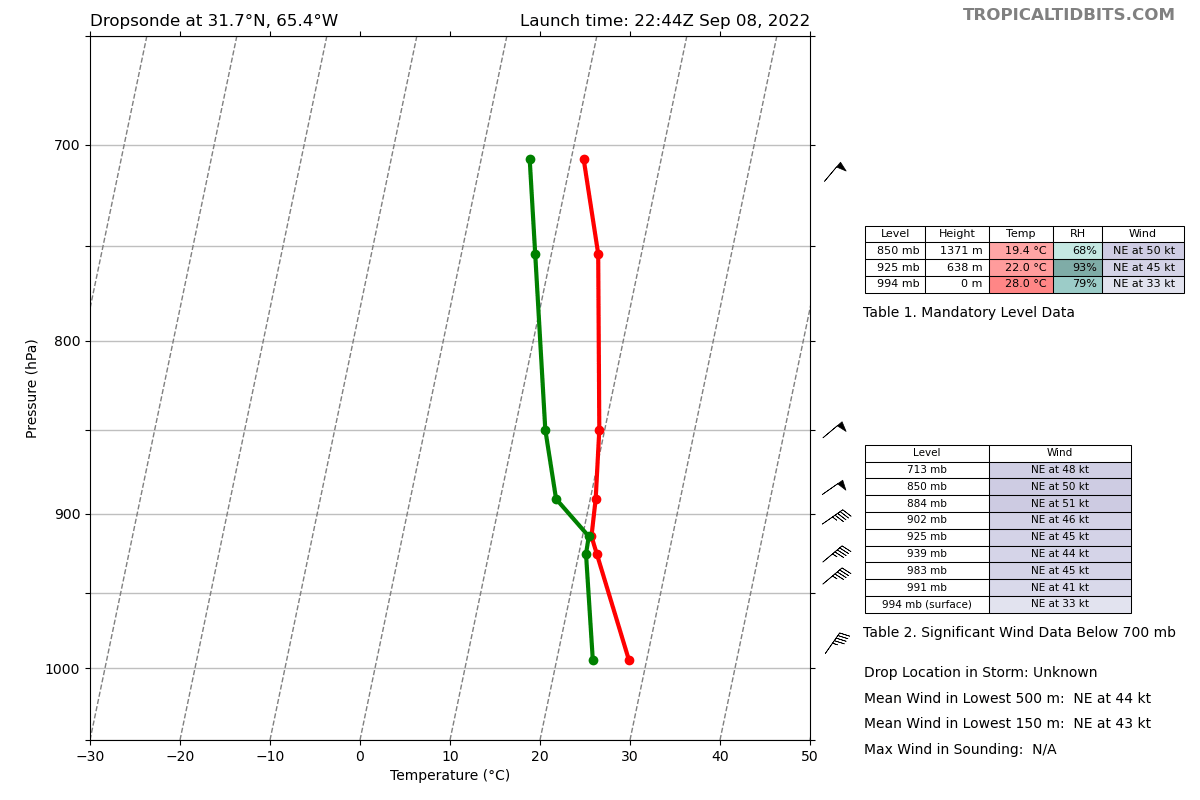 Dropsonde at 31.7°N, 65.4°W
Launch time: 22:44Z Sep 08, 2022
TROPICALTIDBITS.COM
Pressure (hPa)
700
800
900
1000
−30 −20 −10 0 10 20 30 40 50
Temperature (°C)
Level Height Temp RH Wind
850 mb 1371 m 19.4 °C 68% NE at 50 kt
925 mb 638 m 22.0 °C 93% NE at 45 kt
994 mb 0 m 28.0 °C 79% NE at 33 kt
Table 1. Mandatory Level Data
Level Wind
713 mb NE at 48 kt
850 mb NE at 50 kt
884 mb NE at 51 kt
902 mb NE at 46 kt
925 mb NE at 45 kt
939 mb NE at 44 kt
983 mb NE at 45 kt
991 mb NE at 41 kt
994 mb (surface) NE at 33 kt
Table 2. Significant Wind Data Below 700 mb
Drop Location in Storm: Unknown
Mean Wind in Lowest 500 m: NE at 44 kt
Mean Wind in Lowest 150 m: NE at 43 kt
Max Wind in Sounding: N/A